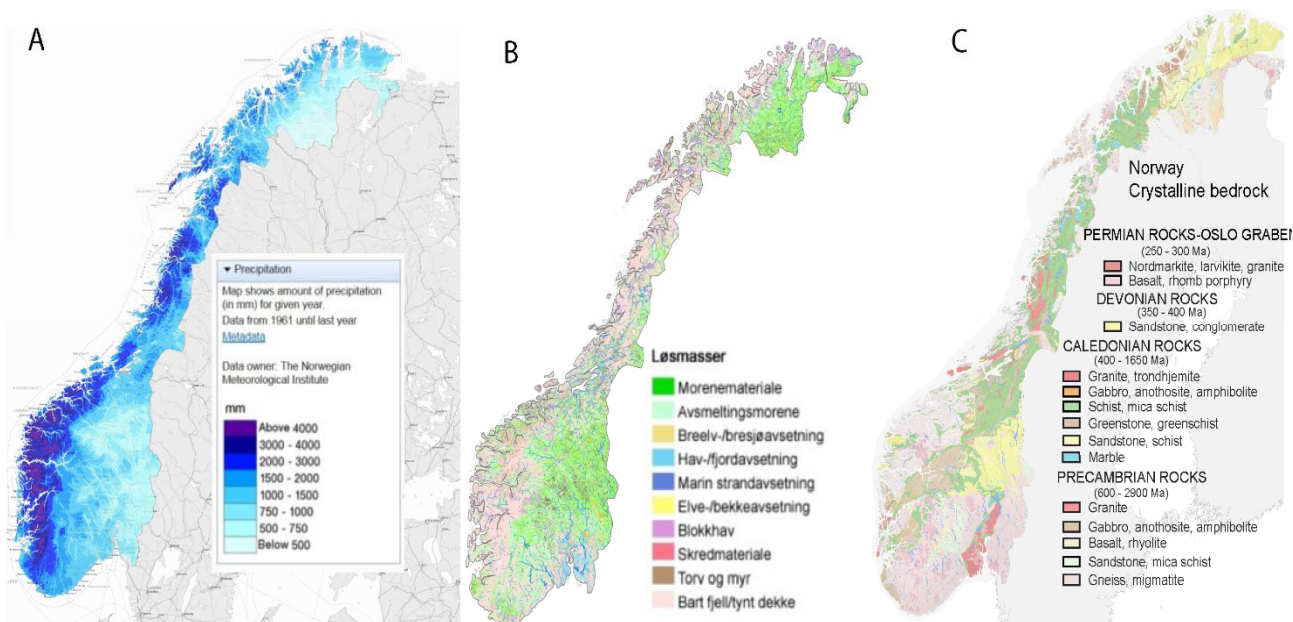 A
Precipitation
Map shows amount of precipitation
(in mm) for given year.
Data from 1961 until last year
Metadata
Data owner: The Norwegian
Meteorological Institute
mm
Above 4000
3000 - 4000
2000 - 3000
1500 - 2000
1000 - 1500
750 - 1000
500 - 750
Below 500
B
Løsmasser
Morenemateriale
Avsmeltingsmorene
Breelv-/bresjøavsetning
Hav-/fjordavsetning
Marin strandavsetning
Elve-/bekkeavsetning
Blokkhav
Skredmateriale
Torv og myr
Bart fjell/tynt dekke
C
Norway
Crystalline bedrock
PERMIAN ROCKS-OSLO GRABEN
(250 - 300 Ma)
Nordmarkite, larvikite, granite
Basalt, rhomb porphyry
DEVONIAN ROCKS
(350 - 400 Ma)
Sandstone, conglomerate
CALEDONIAN ROCKS
(400 - 1650 Ma)
Granite, trondhjemite
Gabbro, anothosite, amphibolite
Schist, mica schist
Greenstone, greenschist
Sandstone, schist
Marble
PRECAMBRIAN ROCKS
(600 - 2900 Ma)
Granite
Gabbro, anothosite, amphibolite
Basalt, rhyolite
Sandstone, mica schist
Gneiss, migmatite